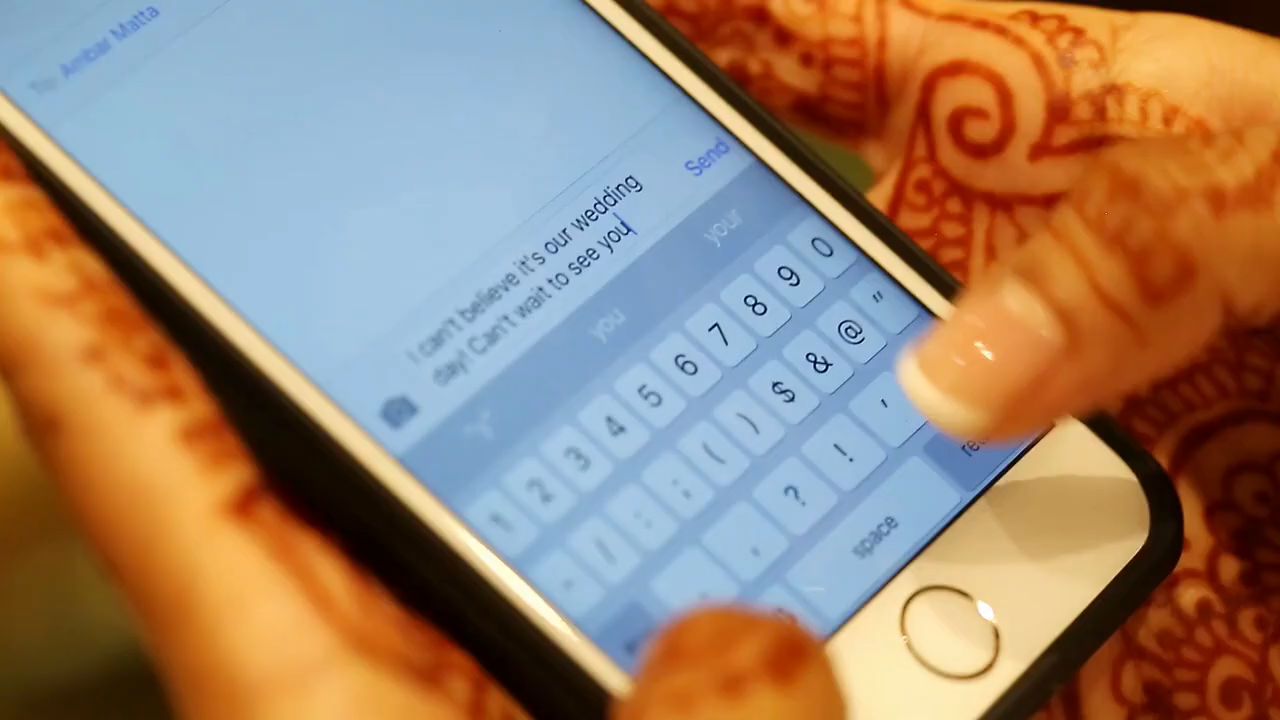 To: Ambar Matta
I can't believe it's our wedding
day! Can't wait to see you
Send
you
your
1 2 3 4 5 6 7 8 9 0
- / : ; ( ) $ & @ "
. , ? ! '
space